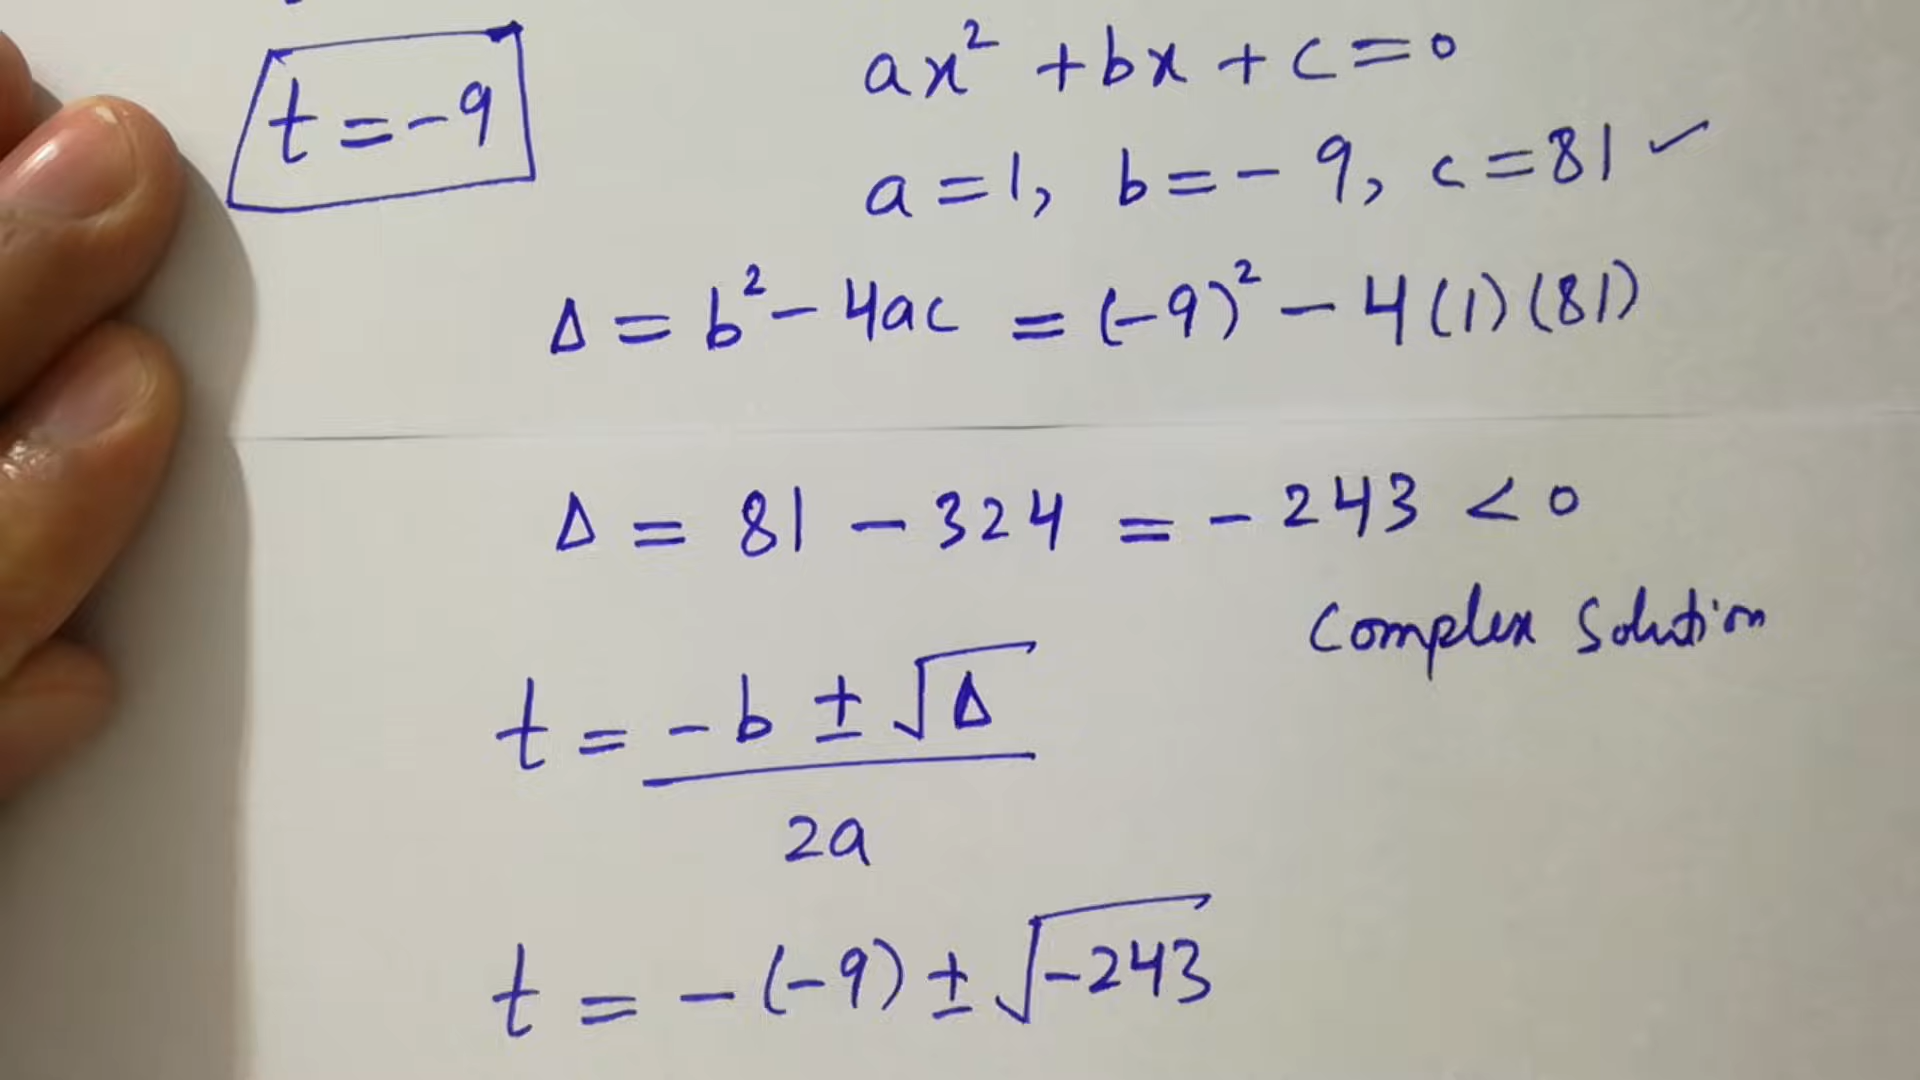 t = -9
ax² + bx + c = 0
a = 1, b = - 9, c = 81 ✓
Δ = b² - 4ac = (-9)² - 4 (1) (81)
Δ = 81 - 324 = - 243 < 0
Complex Solution
t = -b ± √Δ
2a
t = - (-9) ± √-243